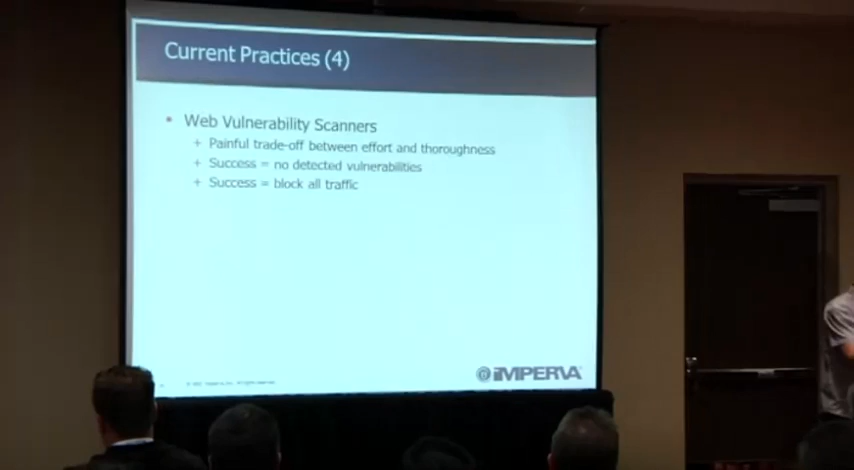 Current Practices (4)
• Web Vulnerability Scanners
+ Painful trade-off between effort and thoroughness
+ Success = no detected vulnerabilities
+ Success = block all traffic
IMPERVA